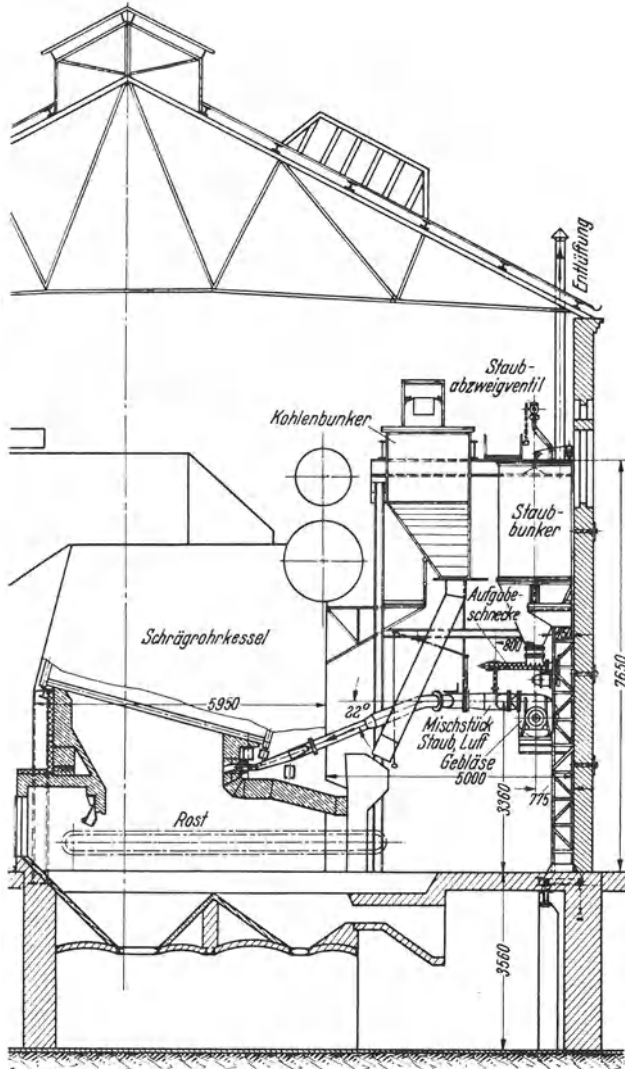 Entlüftung
Staub-
abzweigventil
Kohlenbunker
Staub-
bunker
Aufgabe-
schnecke
800
150
Schrägrohrkessel
7650
5950
22°
Mischstück
Staub, Luft
Gebläse
5000
3360
775
Rost
3560